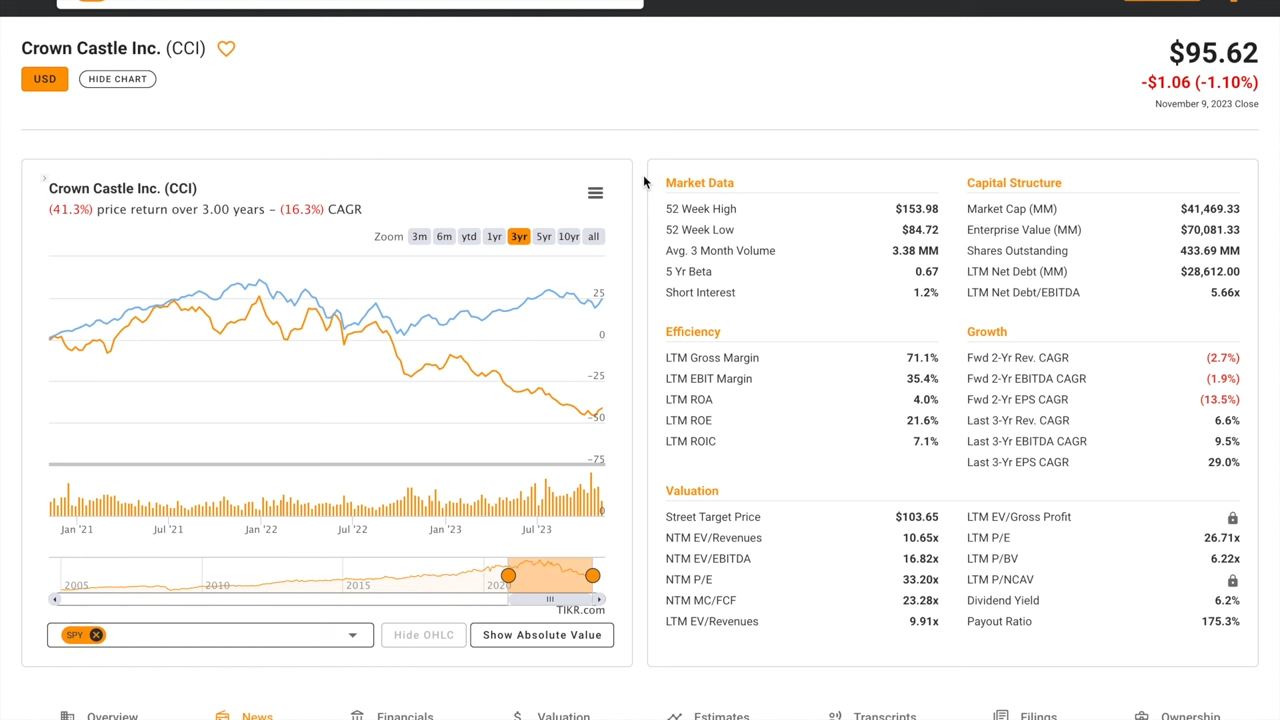 Crown Castle Inc. (CCI)
USD
HIDE CHART
$95.62
-$1.06 (-1.10%)
November 9, 2023 Close
Crown Castle Inc. (CCI)
(41.3%) price return over 3.00 years – (16.3%) CAGR
Zoom 3m 6m ytd 1yr 3yr 5yr 10yr all
25
0
−25
−50
−75
0
Jan '21 Jul '21 Jan '22 Jul '22 Jan '23 Jul '23
2005 2010 2015 2020
TIKR.com
SPY
Hide OHLC
Show Absolute Value
Market Data
52 Week High $153.98
52 Week Low $84.72
Avg. 3 Month Volume 3.38 MM
5 Yr Beta 0.67
Short Interest 1.2%
Capital Structure
Market Cap (MM) $41,469.33
Enterprise Value (MM) $70,081.33
Shares Outstanding 433.69 MM
LTM Net Debt (MM) $28,612.00
LTM Net Debt/EBITDA 5.66x
Efficiency
LTM Gross Margin 71.1%
LTM EBIT Margin 35.4%
LTM ROA 4.0%
LTM ROE 21.6%
LTM ROIC 7.1%
Growth
Fwd 2-Yr Rev. CAGR (2.7%)
Fwd 2-Yr EBITDA CAGR (1.9%)
Fwd 2-Yr EPS CAGR (13.5%)
Last 3-Yr Rev. CAGR 6.6%
Last 3-Yr EBITDA CAGR 9.5%
Last 3-Yr EPS CAGR 29.0%
Valuation
Street Target Price $103.65
NTM EV/Revenues 10.65x
NTM EV/EBITDA 16.82x
NTM P/E 33.20x
NTM MC/FCF 23.28x
LTM EV/Revenues 9.91x
LTM EV/Gross Profit
LTM P/E 26.71x
LTM P/BV 6.22x
LTM P/NCAV
Dividend Yield 6.2%
Payout Ratio 175.3%
Overview News Financials Valuation Estimates Transcripts Filings Ownership